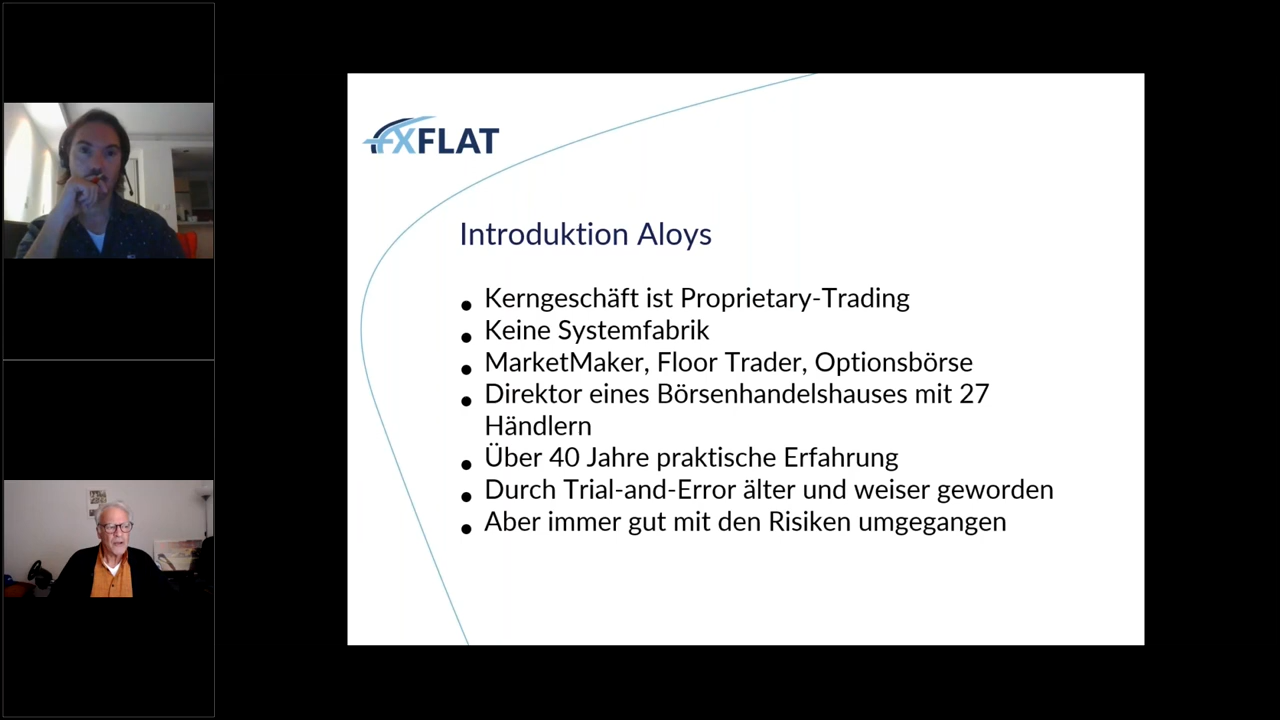 FXFLAT
Introduktion Aloys
• Kerngeschäft ist Proprietary-Trading
• Keine Systemfabrik
• MarketMaker, Floor Trader, Optionsbörse
• Direktor eines Börsenhandelshauses mit 27
Händlern
• Über 40 Jahre praktische Erfahrung
• Durch Trial-and-Error älter und weiser geworden
• Aber immer gut mit den Risiken umgegangen